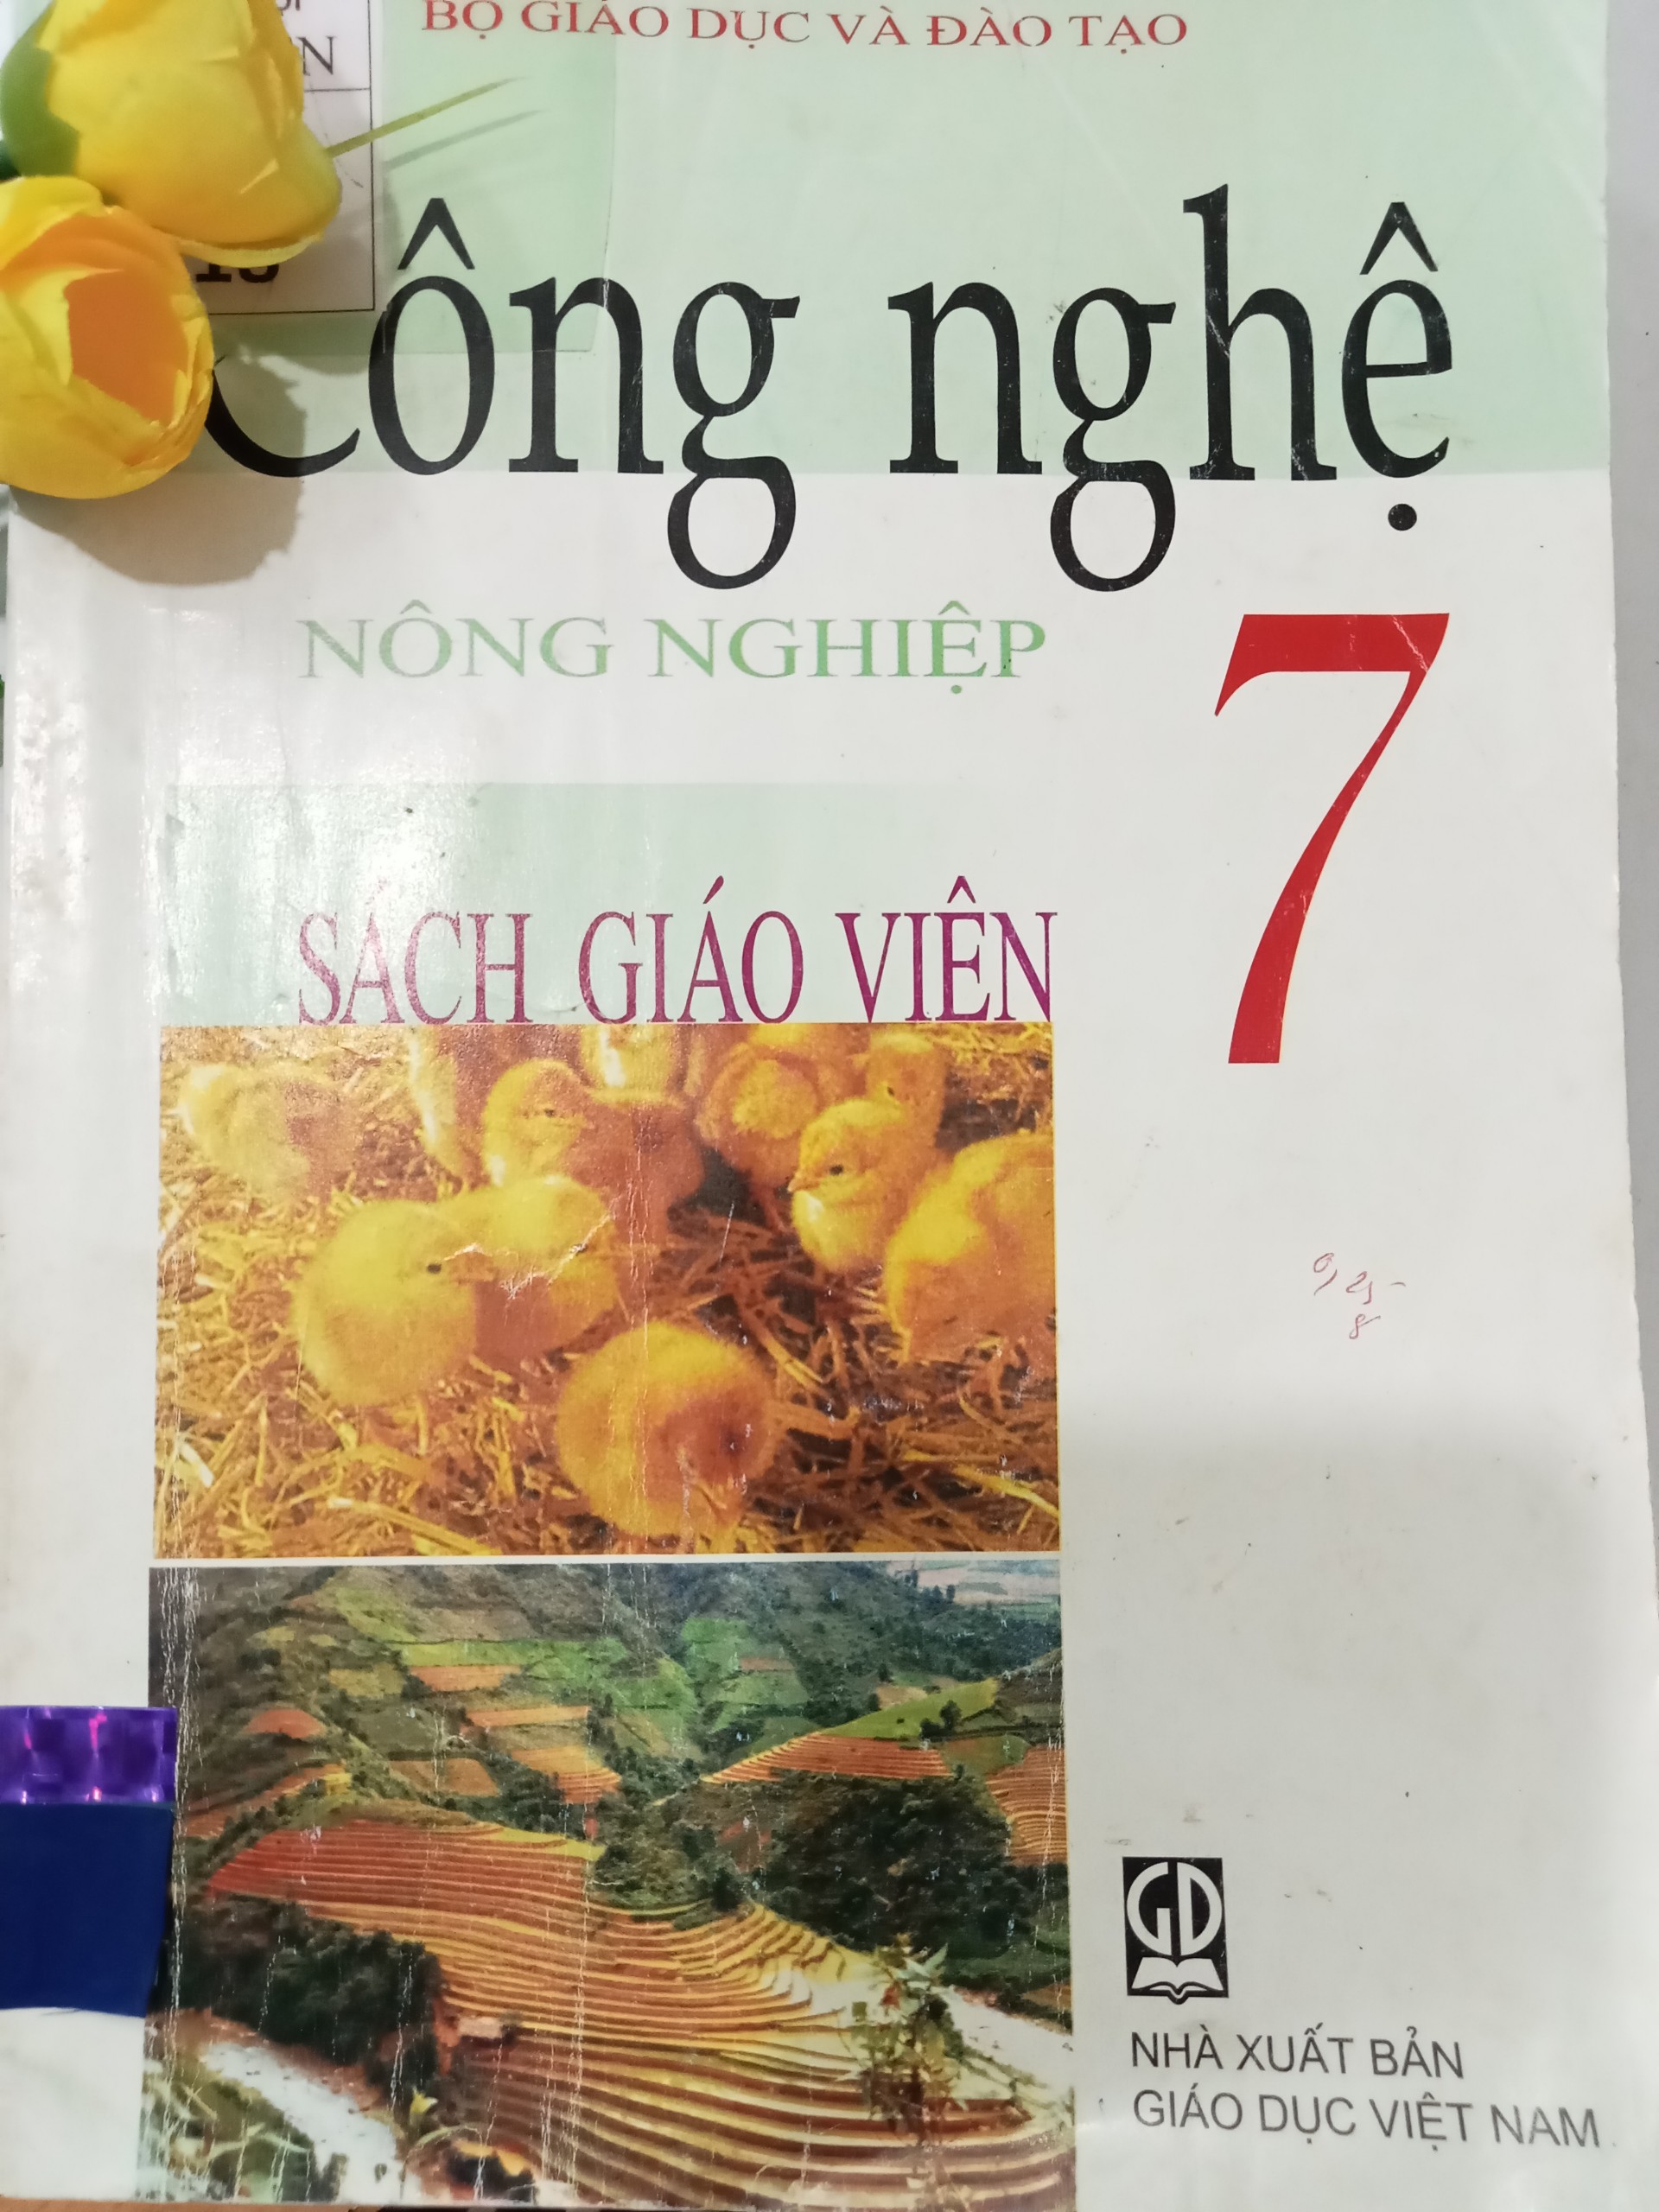 BỘ GIÁO DỤC VÀ ĐÀO TẠO
Công nghệ
NÔNG NGHIỆP
7
SÁCH GIÁO VIÊN
GD
NHÀ XUẤT BẢN
GIÁO DỤC VIỆT NAM